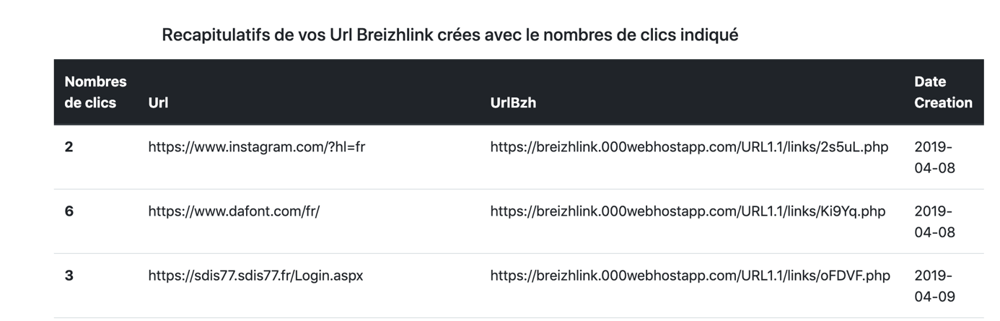 Recapitulatifs de vos Url Breizhlink crées avec le nombres de clics indiqué
Nombres de clics Url UrlBzh Date Creation
2 https://www.instagram.com/?hl=fr https://breizhlink.000webhostapp.com/URL1.1/links/2s5uL.php 2019-04-08
6 https://www.dafont.com/fr/ https://breizhlink.000webhostapp.com/URL1.1/links/Ki9Yq.php 2019-04-08
3 https://sdis77.sdis77.fr/Login.aspx https://breizhlink.000webhostapp.com/URL1.1/links/oFDVF.php 2019-04-09